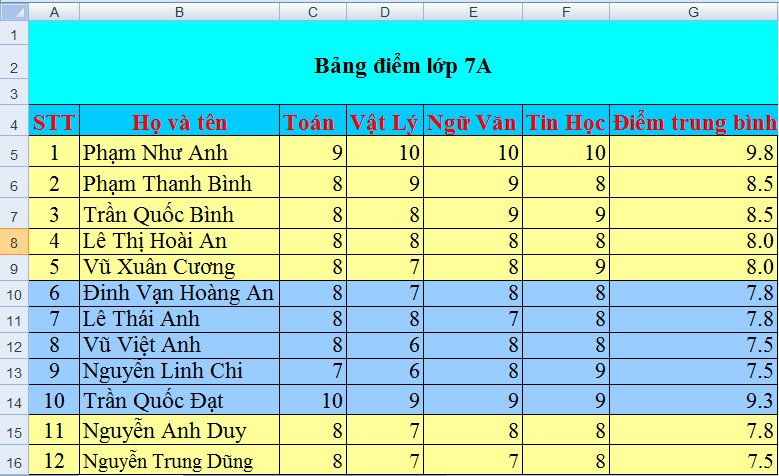 A B C D E F G
1
2 Bảng điểm lớp 7A
3
4 STT Họ và tên Toán Vật Lý Ngữ Văn Tin Học Điểm trung bình
5 1 Phạm Như Anh 9 10 10 10 9.8
6 2 Phạm Thanh Bình 8 9 9 8 8.5
7 3 Trần Quốc Bình 8 8 9 9 8.5
8 4 Lê Thị Hoài An 8 8 8 8 8.0
9 5 Vũ Xuân Cương 8 7 8 9 8.0
10 6 Đinh Vạn Hoàng An 8 7 8 8 7.8
11 7 Lê Thái Anh 8 8 7 8 7.8
12 8 Vũ Việt Anh 8 6 8 8 7.5
13 9 Nguyễn Linh Chi 7 6 8 9 7.5
14 10 Trần Quốc Đạt 10 9 9 9 9.3
15 11 Nguyễn Anh Duy 8 7 8 8 7.8
16 12 Nguyễn Trung Dũng 8 7 7 8 7.5